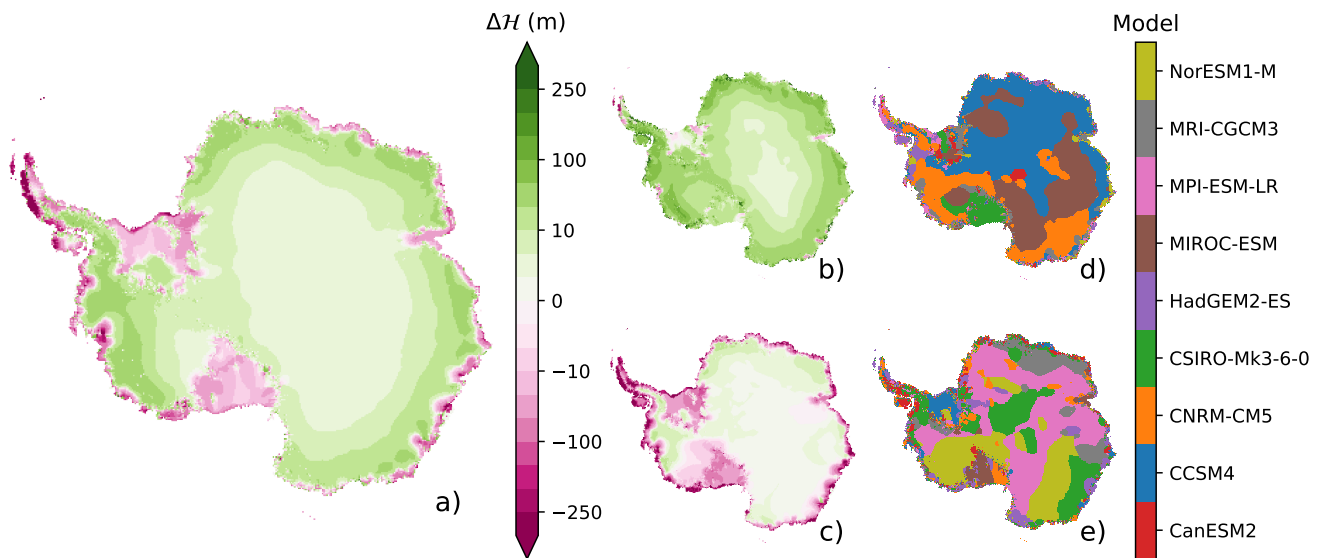 ΔH (m)
250
100
10
0
−10
−100
−250
a)
b)
c)
d)
e)
Model
NorESM1-M
MRI-CGCM3
MPI-ESM-LR
MIROC-ESM
HadGEM2-ES
CSIRO-Mk3-6-0
CNRM-CM5
CCSM4
CanESM2